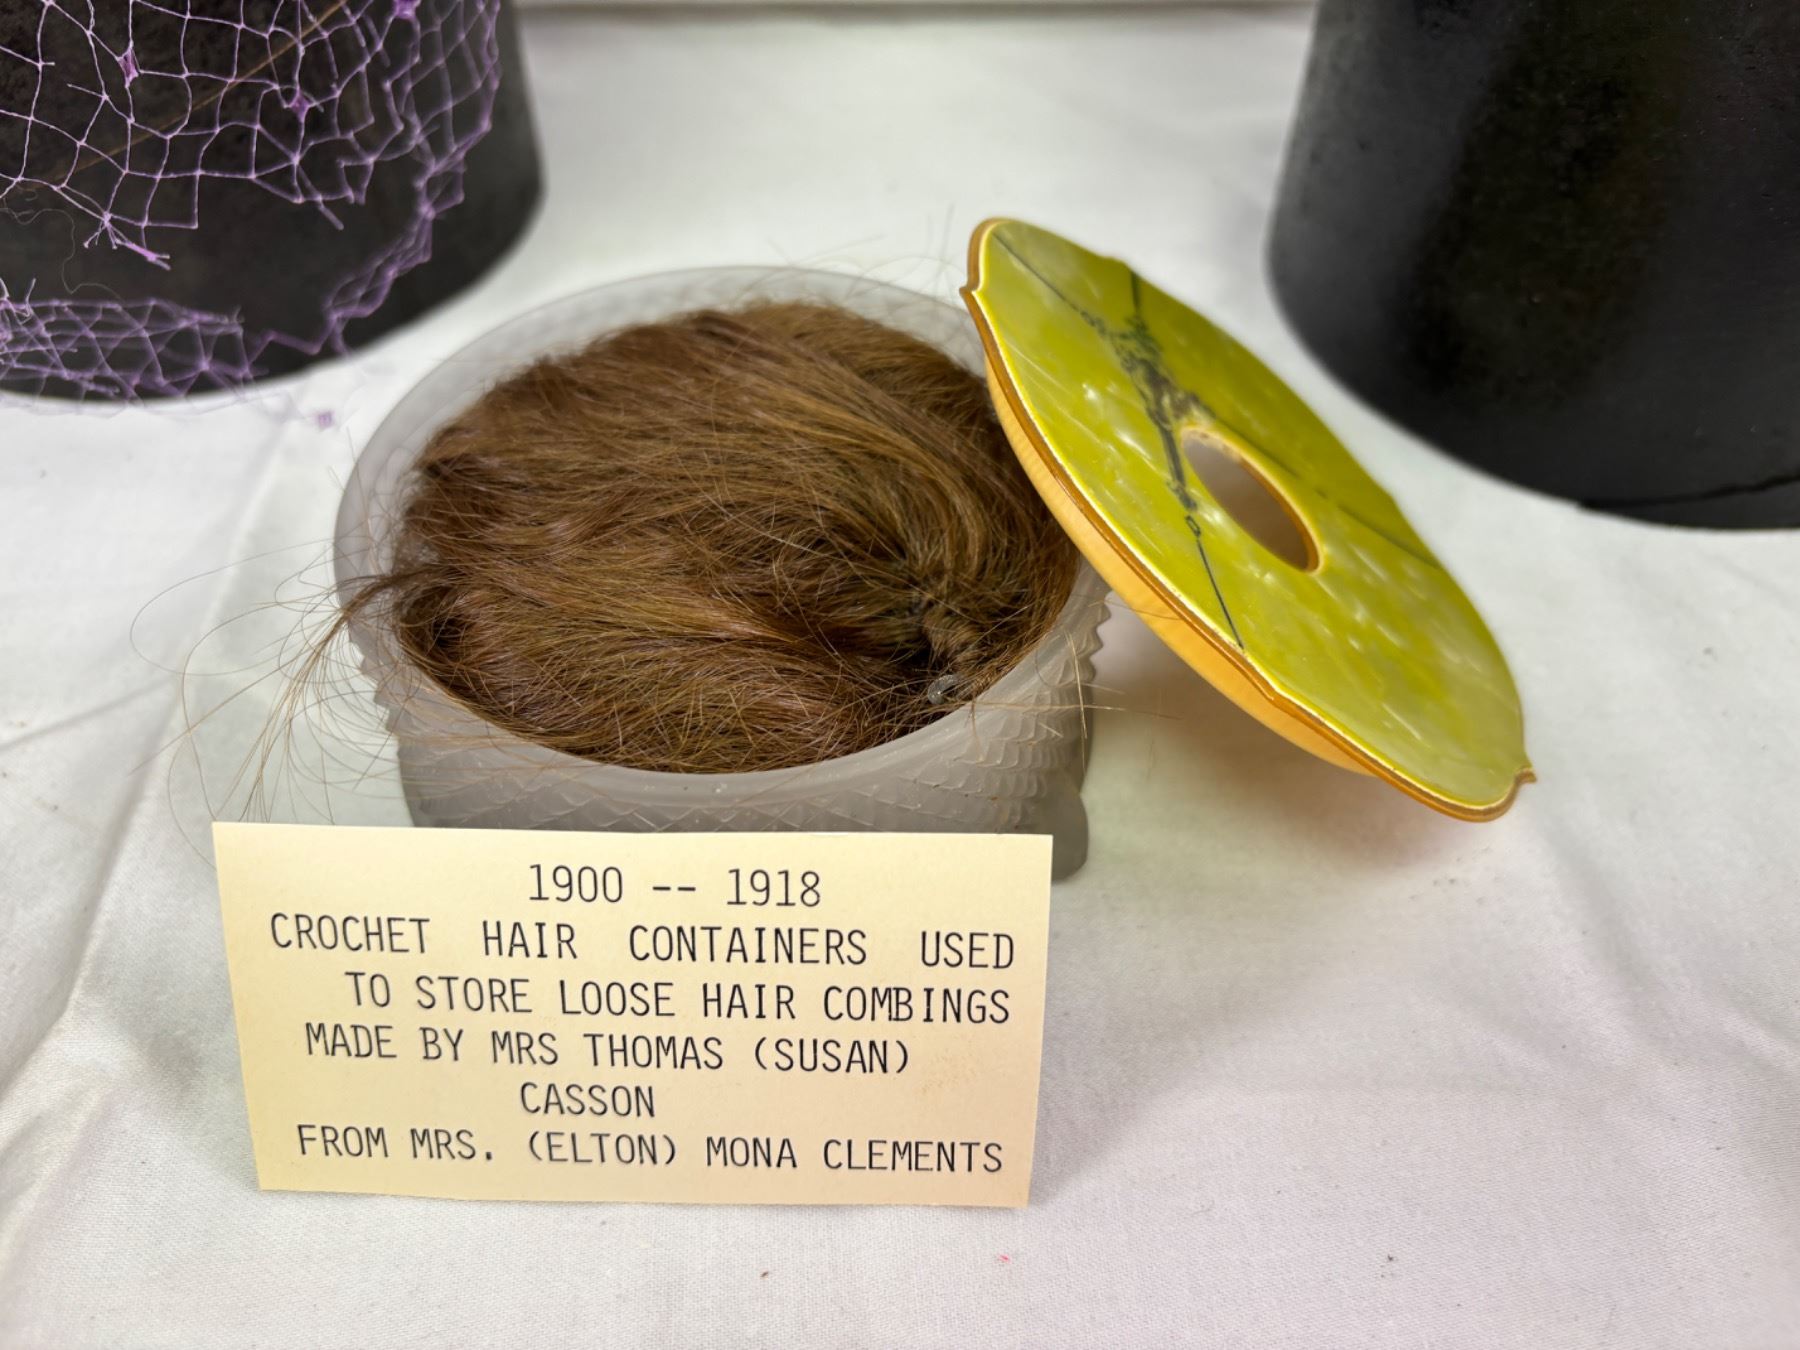 1900 -- 1918
CROCHET HAIR CONTAINERS USED
TO STORE LOOSE HAIR COMBINGS
MADE BY MRS THOMAS (SUSAN)
CASSON
FROM MRS. (ELTON) MONA CLEMENTS